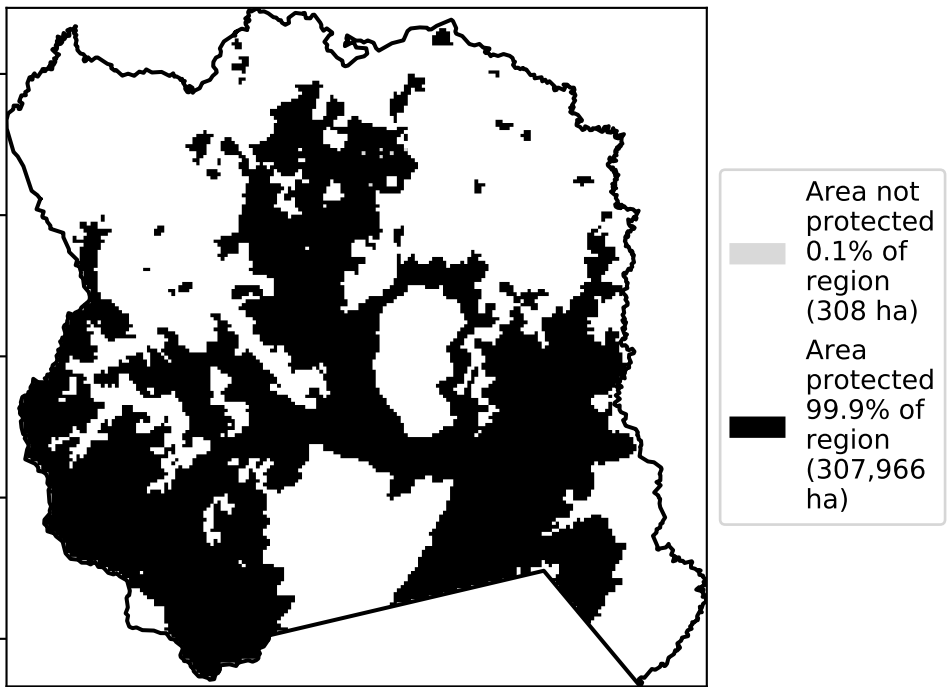 Area not
protected
0.1% of
region
(308 ha)
Area
protected
99.9% of
region
(307,966
ha)